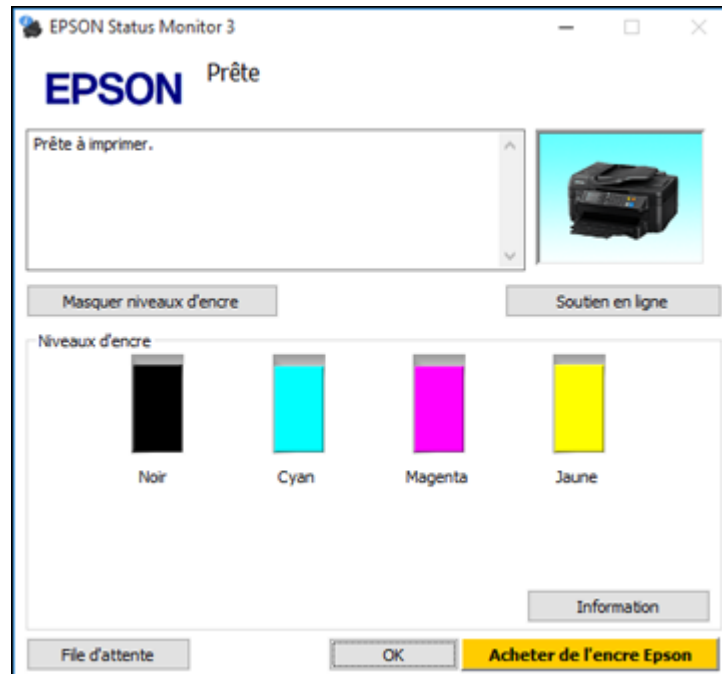 EPSON Status Monitor 3
EPSON
Prête
Prête à imprimer.
Masquer niveaux d'encre
Soutien en ligne
Niveaux d'encre
Noir
Cyan
Magenta
Jaune
Information
File d'attente
OK
Acheter de l'encre Epson